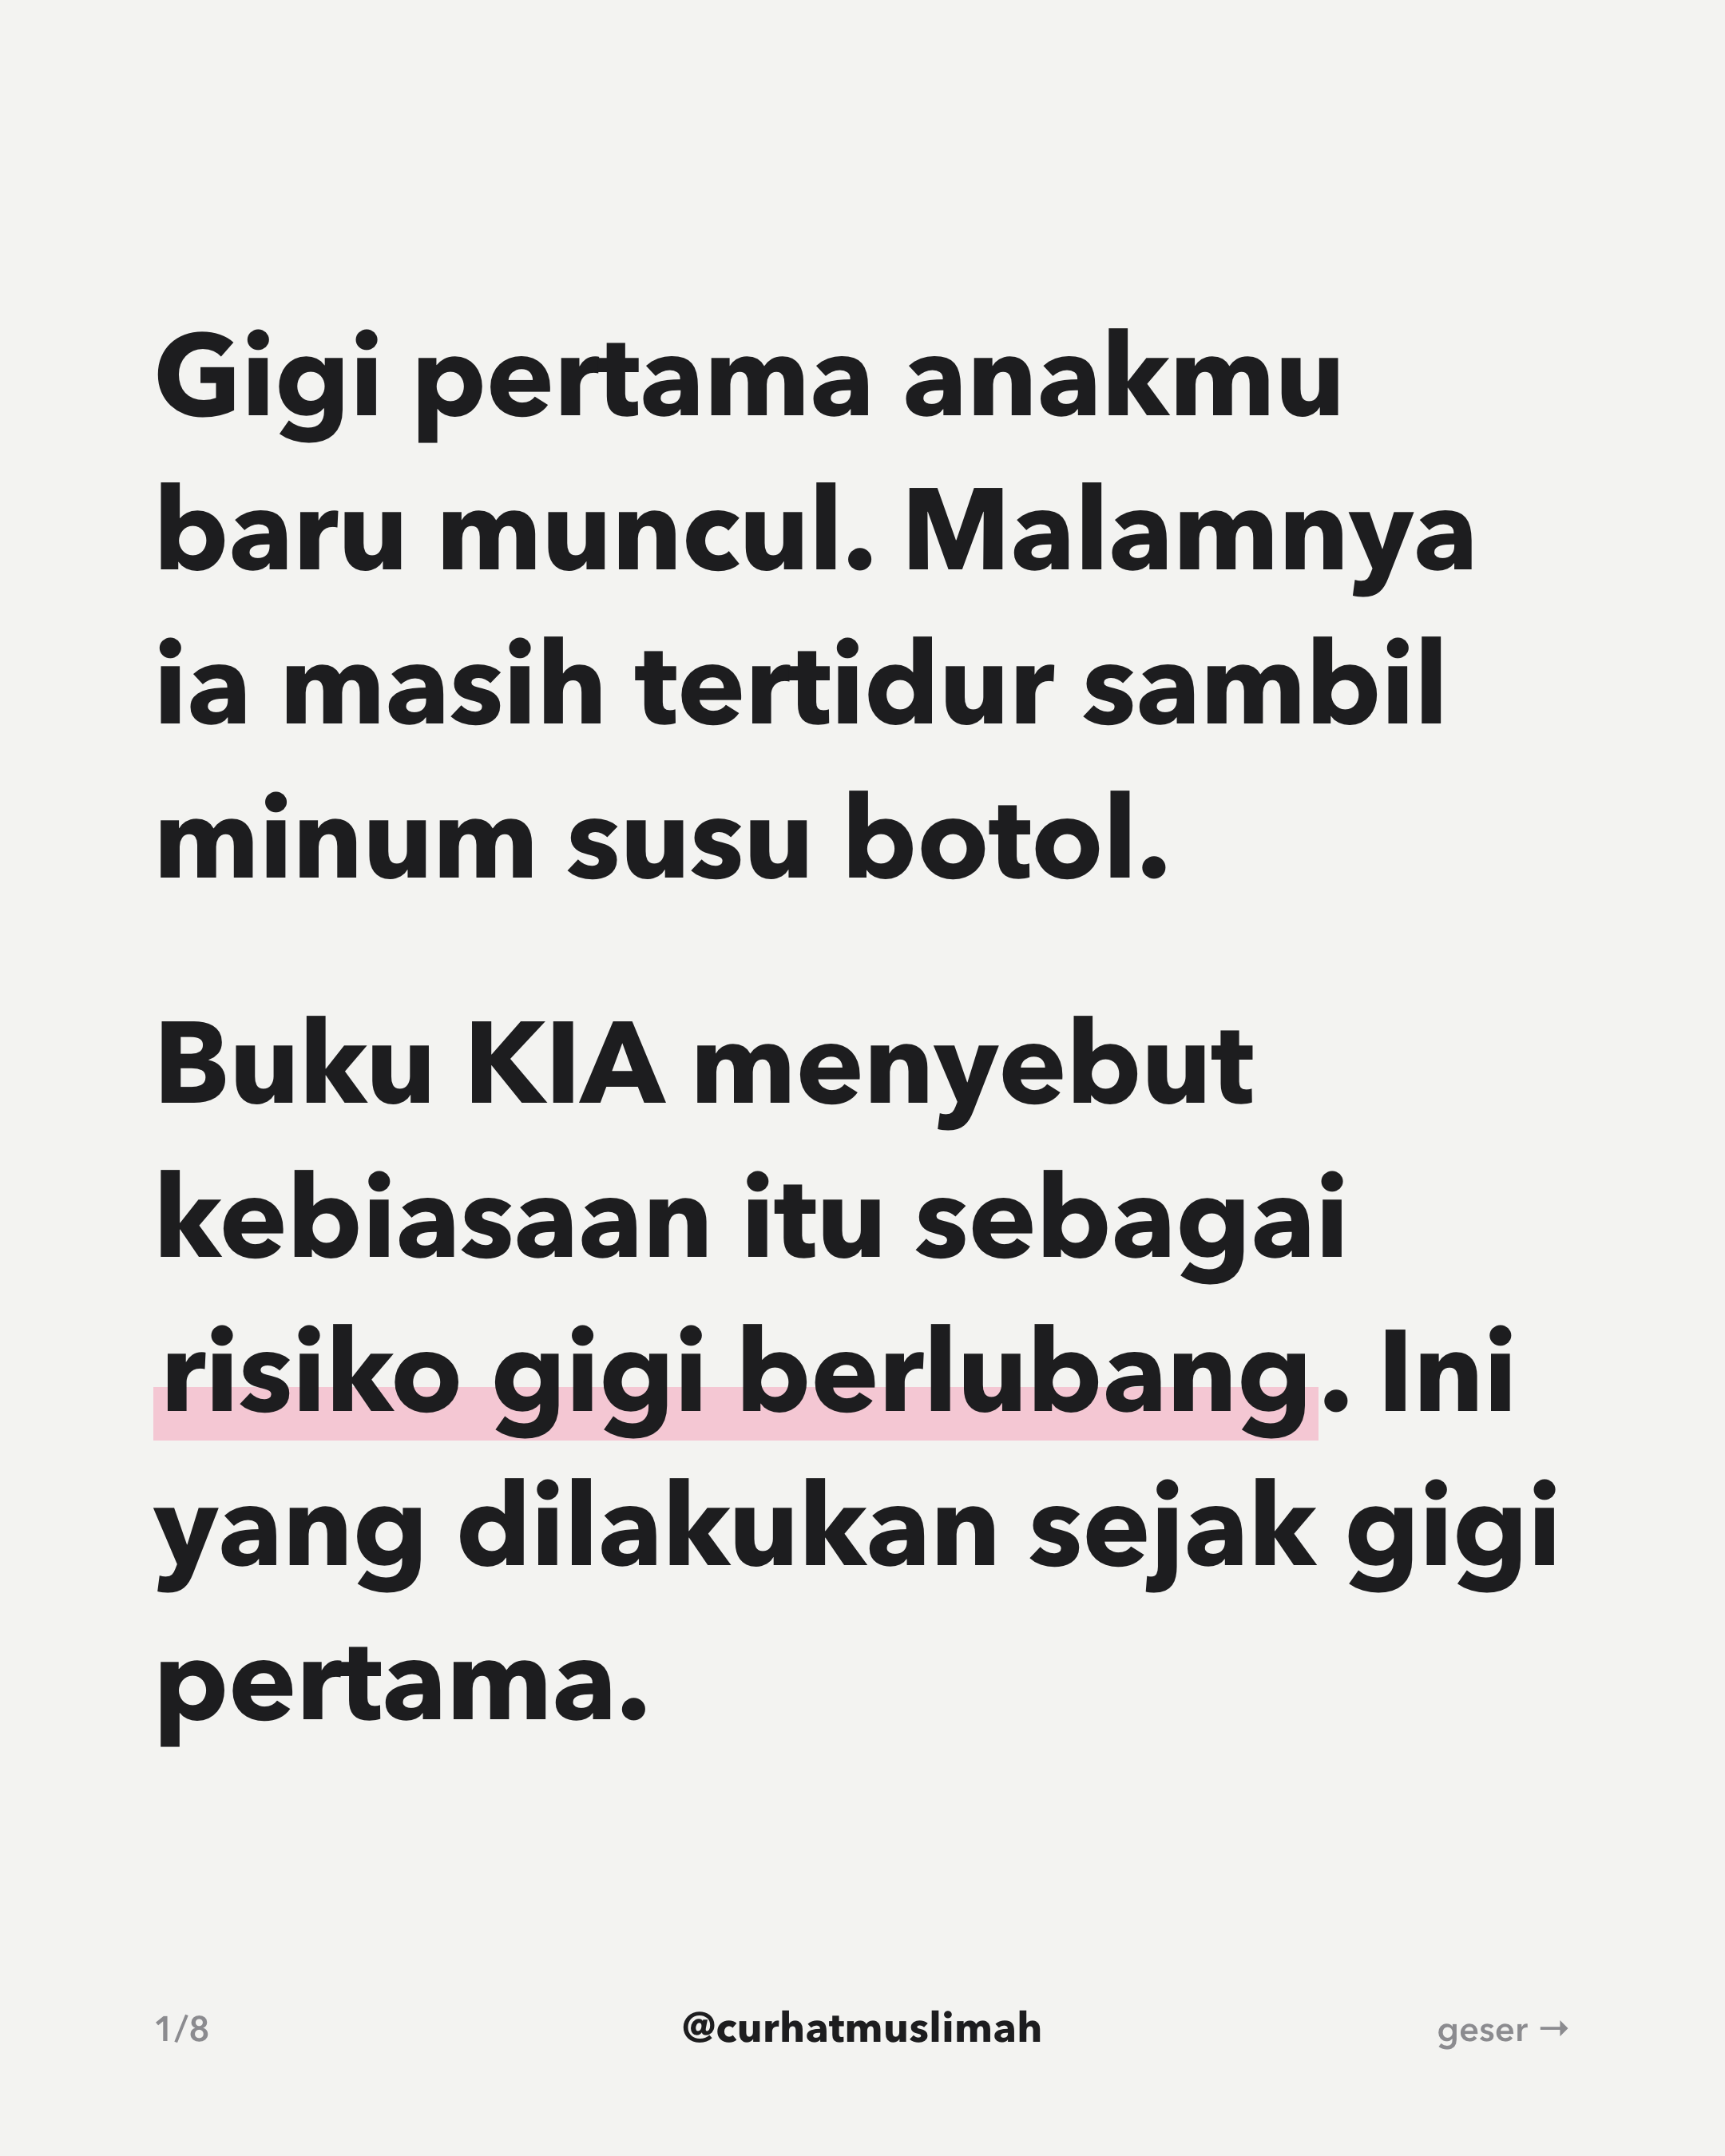 Gigi pertama anakmu
baru muncul. Malamnya
ia masih tertidur sambil
minum susu botol.
Buku KIA menyebut
kebiasaan itu sebagai
risiko gigi berlubang. Ini
yang dilakukan sejak gigi
pertama.
1/8
@curhatmuslimah
geser →